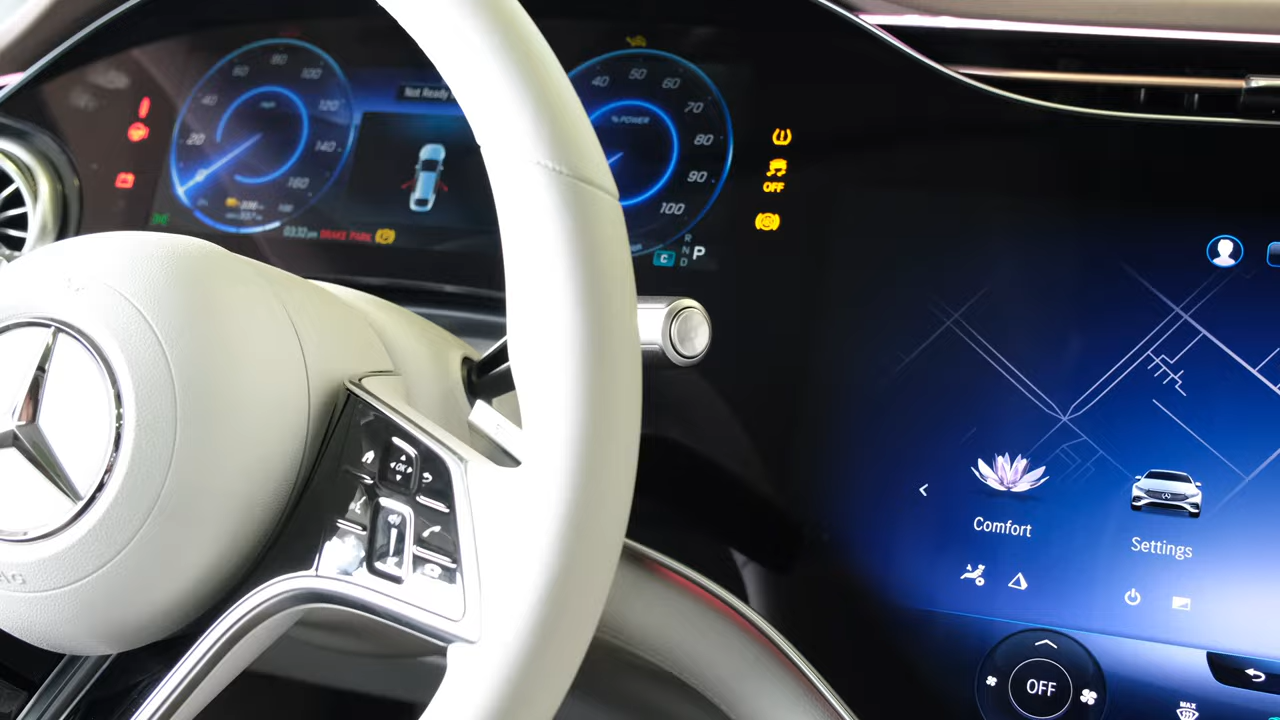 20
40
60
80
100
120
140
160
mph
Not Ready
40
50
60
70
80
90
100
% POWER
OFF
03:32 pm BRAKE PARK
C
R
N
D
P
OK
Comfort
Settings
OFF
MAX